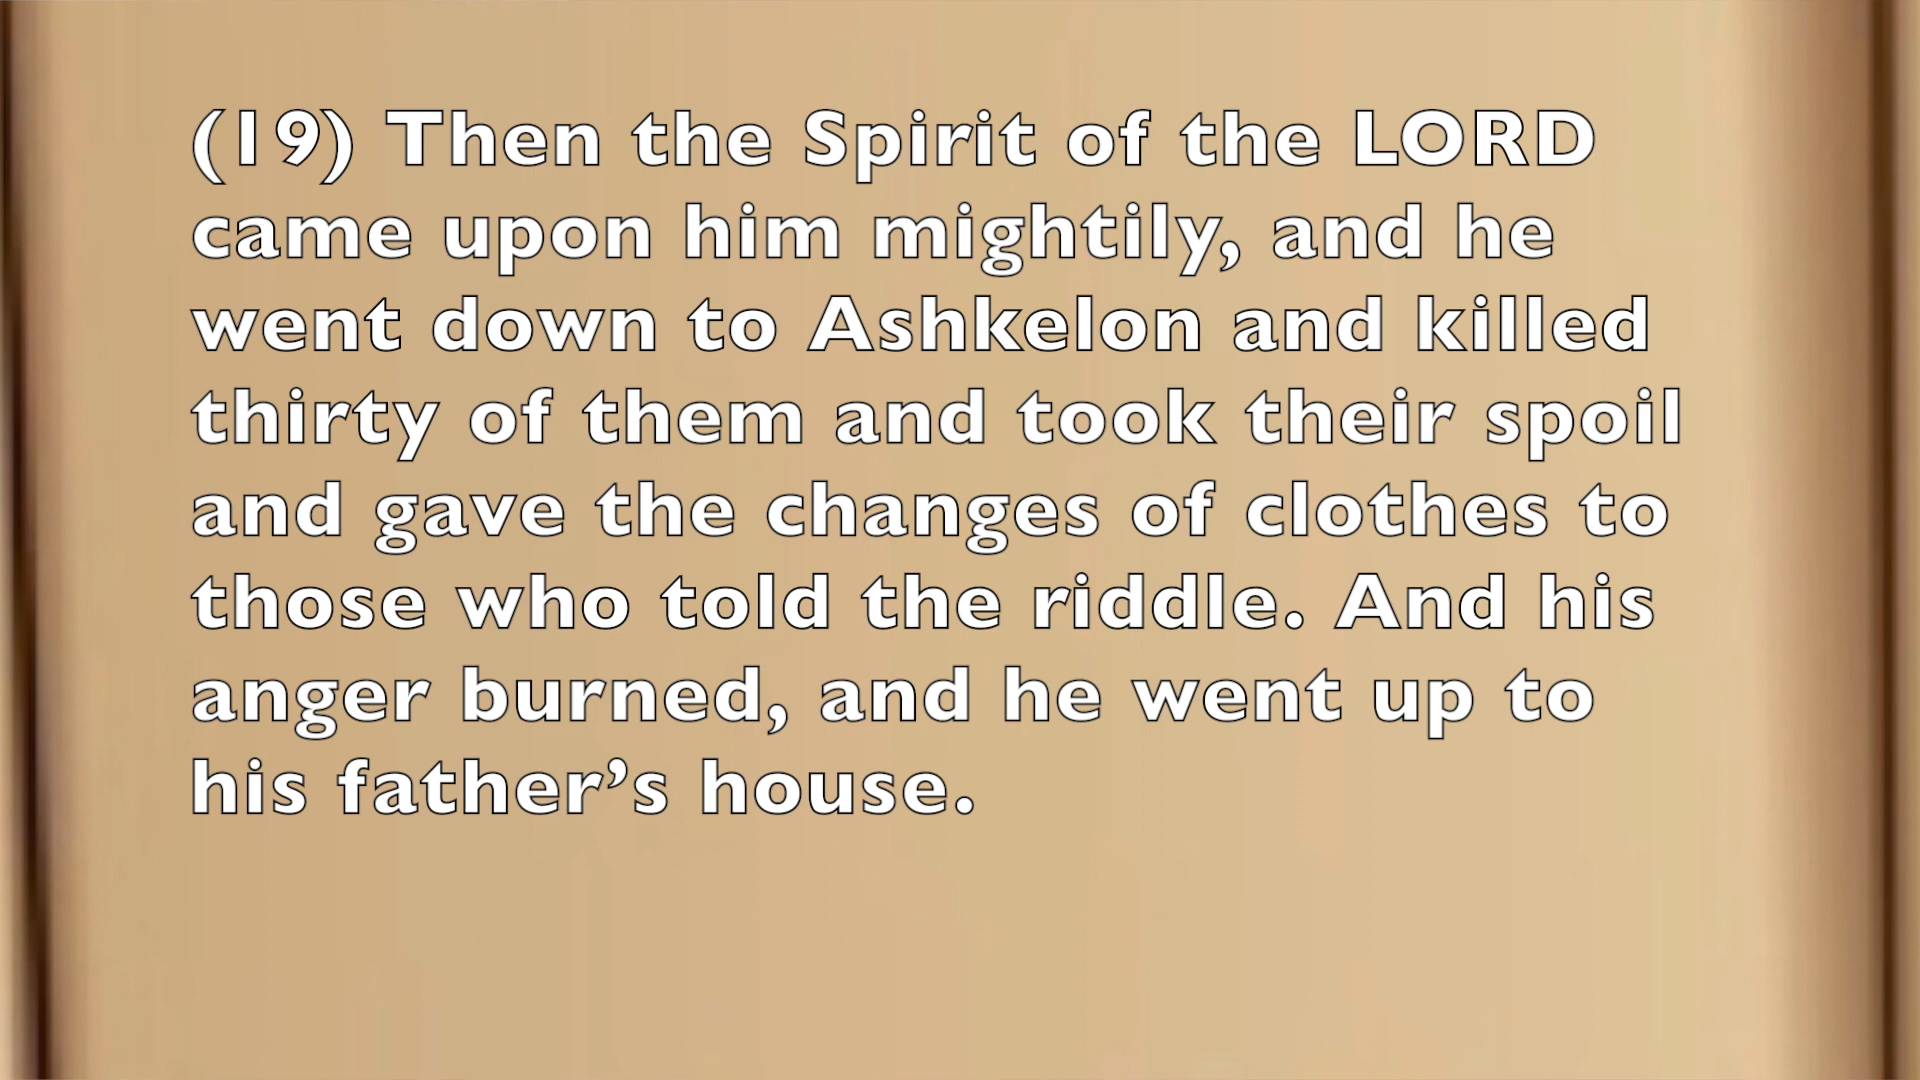 (19) Then the Spirit of the LORD
came upon him mightily, and he
went down to Ashkelon and killed
thirty of them and took their spoil
and gave the changes of clothes to
those who told the riddle. And his
anger burned, and he went up to
his father’s house.